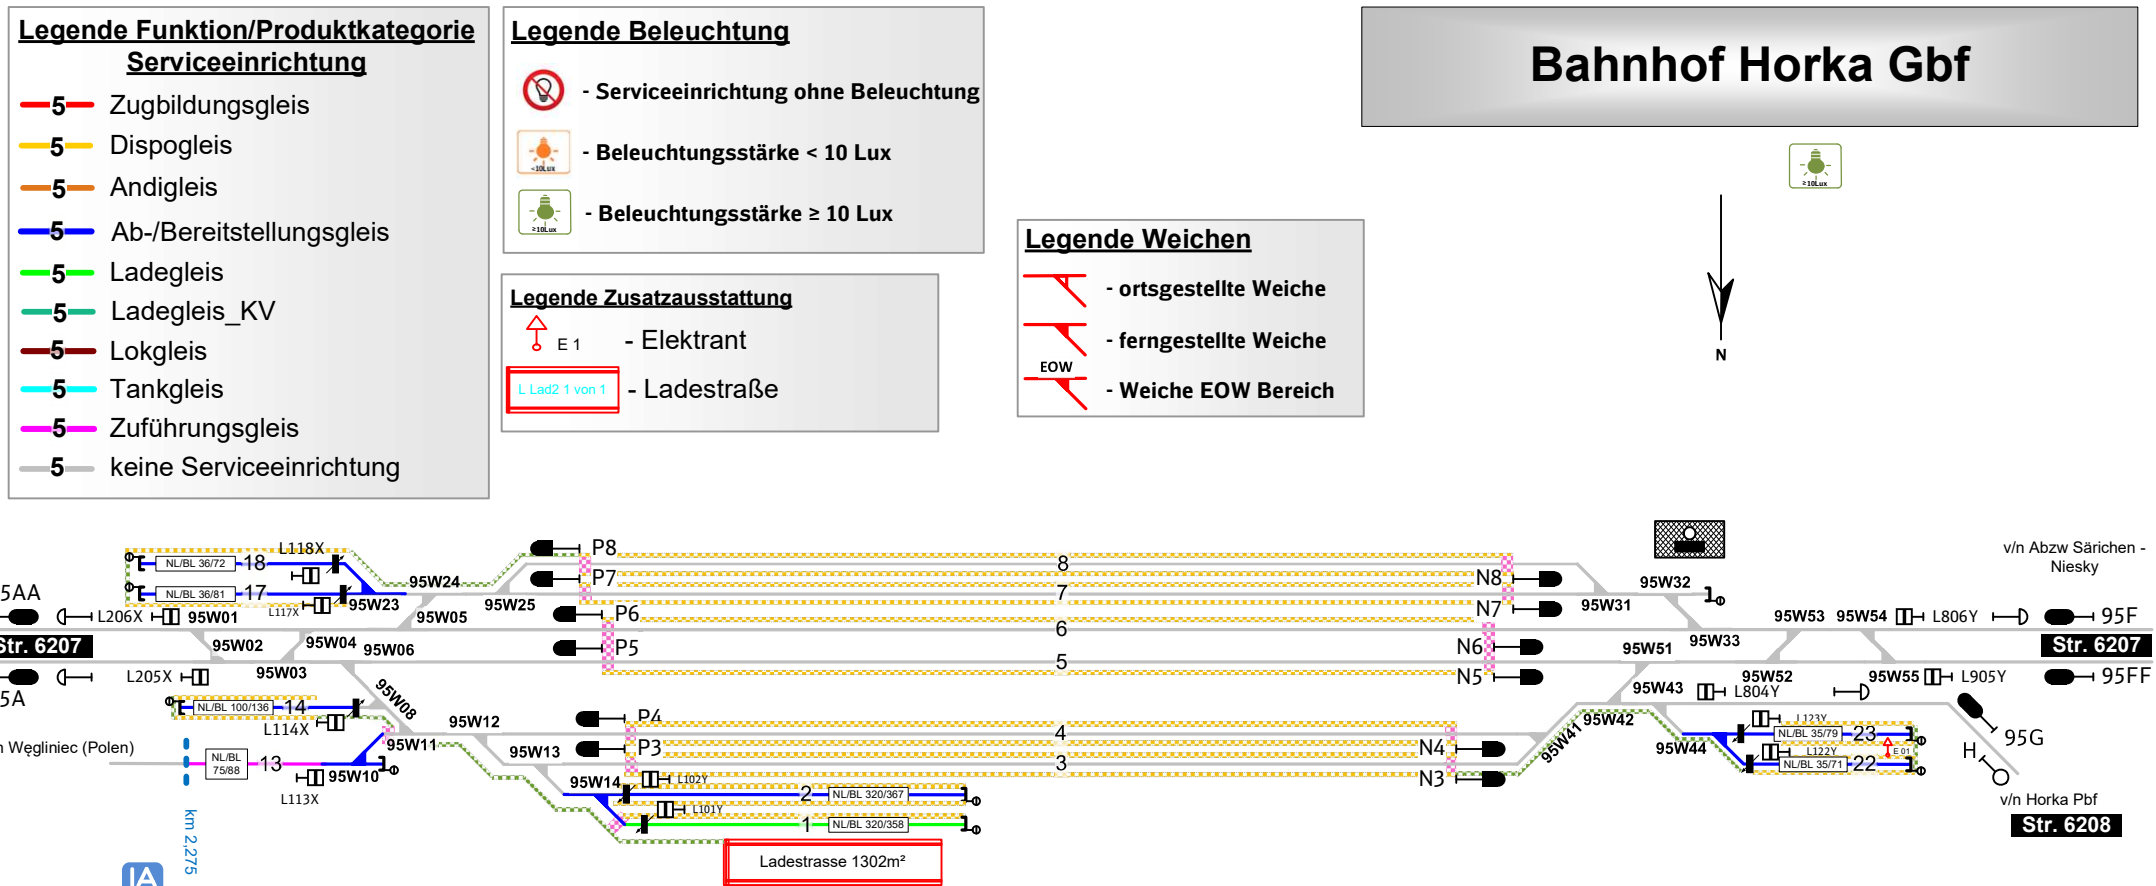 Legende Funktion/Produktkategorie
Serviceeinrichtung
5 Zugbildungsgleis
5 Dispogleis
5 Andigleis
5 Ab-/Bereitstellungsgleis
5 Ladegleis
5 Ladegleis_KV
5 Lokgleis
5 Tankgleis
5 Zuführungsgleis
5 keine Serviceeinrichtung
Legende Beleuchtung
- Serviceeinrichtung ohne Beleuchtung
<10Lux - Beleuchtungsstärke < 10 Lux
≥10Lux - Beleuchtungsstärke ≥ 10 Lux
Legende Zusatzausstattung
E 1 - Elektrant
L Lad2 1 von 1 - Ladestraße
Legende Weichen
- ortsgestellte Weiche
- ferngestellte Weiche
EOW
- Weiche EOW Bereich
Bahnhof Horka Gbf
≥10Lux
N
L118X P8
NL/BL 36/72 18 8
v/n Abzw Särichen -
Niesky
95W24 P7 N8 95W32
5AA NL/BL 36/81 17 L117X 95W23 95W25 7 N7 95W31
L206X 95W01 95W05 P6 6 95W53 95W54 L806Y 95F
Str. 6207 95W02 95W04 95W06 P5 N6 95W51 95W33 Str. 6207
5A L205X 95W03 5 N5 95W43 95W52 95W55 L905Y 95FF
NL/BL 100/136 14 95W08 L804Y
L114X 95W12 P4 4 95W42 L123Y
n Węgliniec (Polen) 95W11 P3 N4 95W41 95W44 NL/BL 35/79 23 95G
95W13 L122Y E 01 H
NL/BL
75/88 13 95W10 3 NL/BL 35/71 22
L113X 95W14 L102Y N3
2 NL/BL 320/367
v/n Horka Pbf
L101Y
1 NL/BL 320/358 Str. 6208
km 2,275
Ladestrasse 1302m²
IA